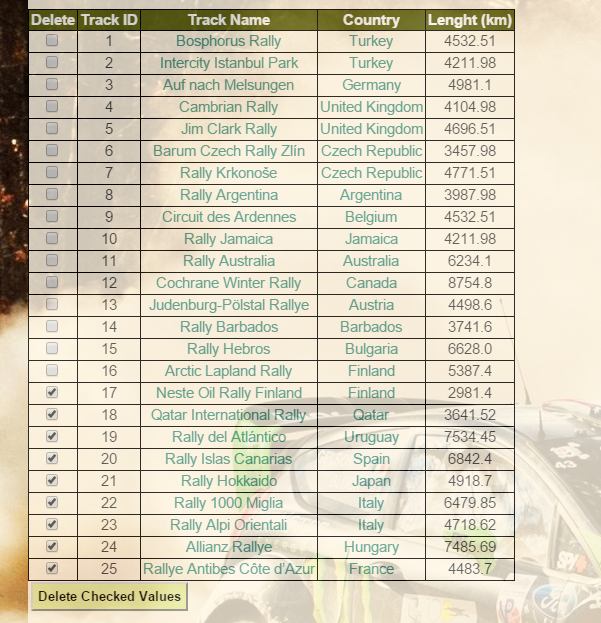 Delete Track ID Track Name Country Lenght (km)
1 Bosphorus Rally Turkey 4532.51
2 Intercity Istanbul Park Turkey 4211.98
3 Auf nach Melsungen Germany 4981.1
4 Cambrian Rally United Kingdom 4104.98
5 Jim Clark Rally United Kingdom 4696.51
6 Barum Czech Rally Zlín Czech Republic 3457.98
7 Rally Krkonoše Czech Republic 4771.51
8 Rally Argentina Argentina 3987.98
9 Circuit des Ardennes Belgium 4532.51
10 Rally Jamaica Jamaica 4211.98
11 Rally Australia Australia 6234.1
12 Cochrane Winter Rally Canada 8754.8
13 Judenburg-Pölstal Rallye Austria 4498.6
14 Rally Barbados Barbados 3741.6
15 Rally Hebros Bulgaria 6628.0
16 Arctic Lapland Rally Finland 5387.4
17 Neste Oil Rally Finland Finland 2981.4
18 Qatar International Rally Qatar 3641.52
19 Rally del Atlántico Uruguay 7534.45
20 Rally Islas Canarias Spain 6842.4
21 Rally Hokkaido Japan 4918.7
22 Rally 1000 Miglia Italy 6479.85
23 Rally Alpi Orientali Italy 4718.62
24 Allianz Rallye Hungary 7485.69
25 Rallye Antibes Côte d'Azur France 4483.7
Delete Checked Values